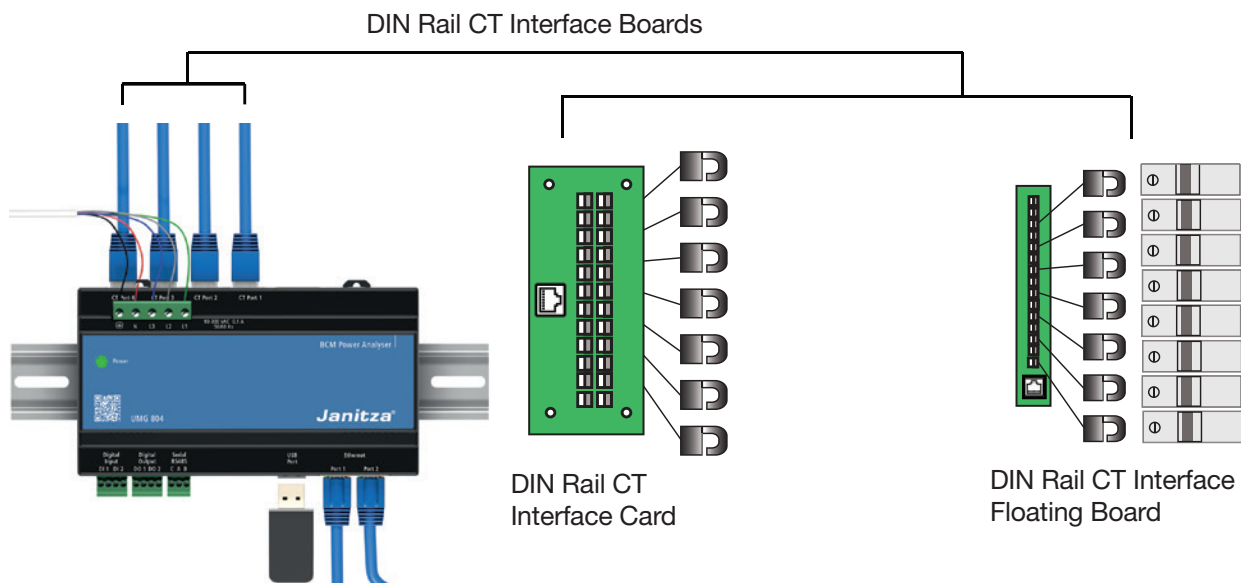 DIN Rail CT Interface Boards
CT Port 4 CT Port 3 CT Port 2 CT Port 1
N L3 L2 L1
BCM Power Analyser
Power
UMG 804
Janitza®
Digital Input Digital Output Serial RS485 USB Port Ethernet
DI 1 DI 2 DO 1 DO 2 C A B Port 1 Port 2
DIN Rail CT
Interface Card
DIN Rail CT Interface
Floating Board